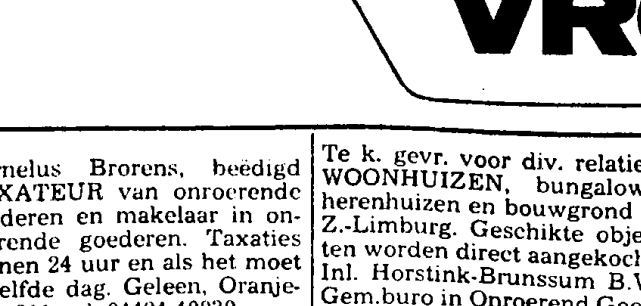 VR
rnelus Brorens, beëdigd
XATEUR van onroerende
deren en makelaar in on-
rende goederen. Taxaties
nen 24 uur en als het moet
elfde dag. Geleen, Oranje-
Te k. gevr. voor div. relatie
WOONHUIZEN, bungalow
herenhuizen en bouwgrond
Z.-Limburg. Geschikte obje
ten worden direct aangekoch
Inl. Horstink-Brunssum B.V
Gem.buro in Onroerend Goe